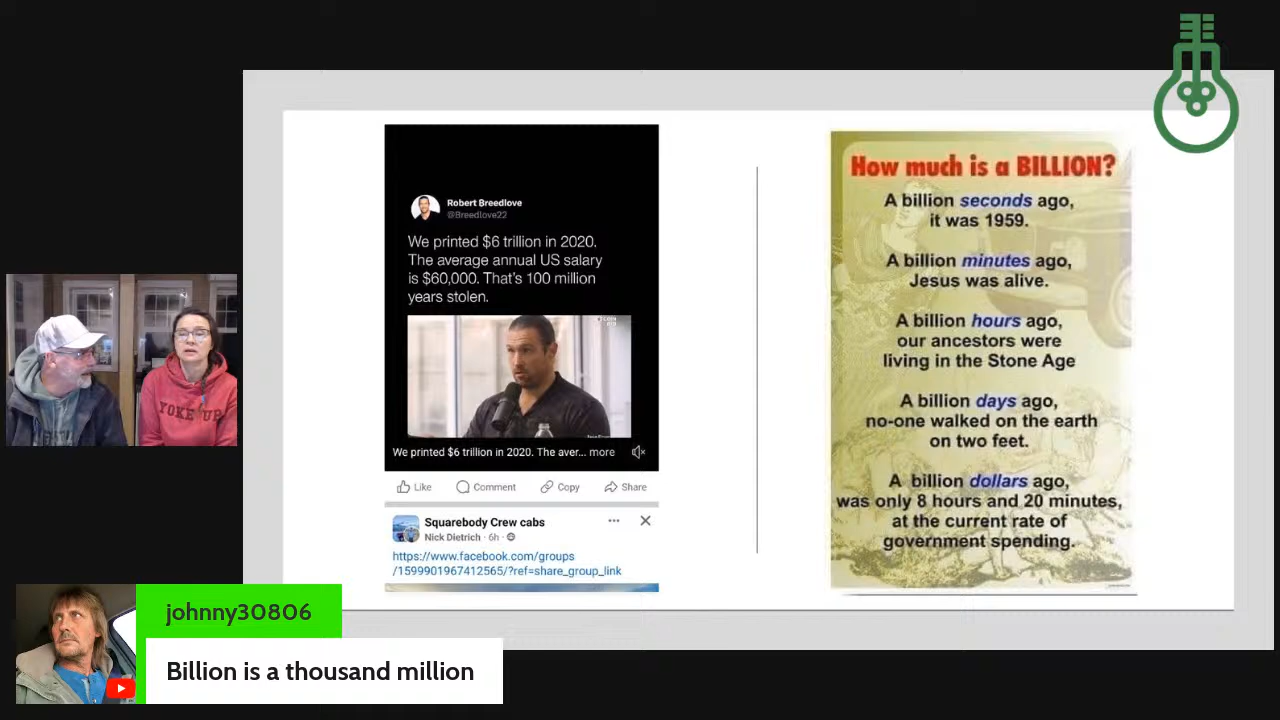 Robert Breedlove
@Breedlove22
We printed $6 trillion in 2020.
The average annual US salary
is $60,000. That's 100 million
years stolen.
We printed $6 trillion in 2020. The aver... more
Like
Comment
Copy
Share
Squarebody Crew cabs
Nick Dietrich · 6h ·
https://www.facebook.com/groups
/1599901967412565/?ref=share_group_link
How much is a BILLION?
A billion seconds ago,
it was 1959.
A billion minutes ago,
Jesus was alive.
A billion hours ago,
our ancestors were
living in the Stone Age
A billion days ago,
no-one walked on the earth
on two feet.
A billion dollars ago,
was only 8 hours and 20 minutes,
at the current rate of
government spending.
YOKE UP
johnny30806
Billion is a thousand million